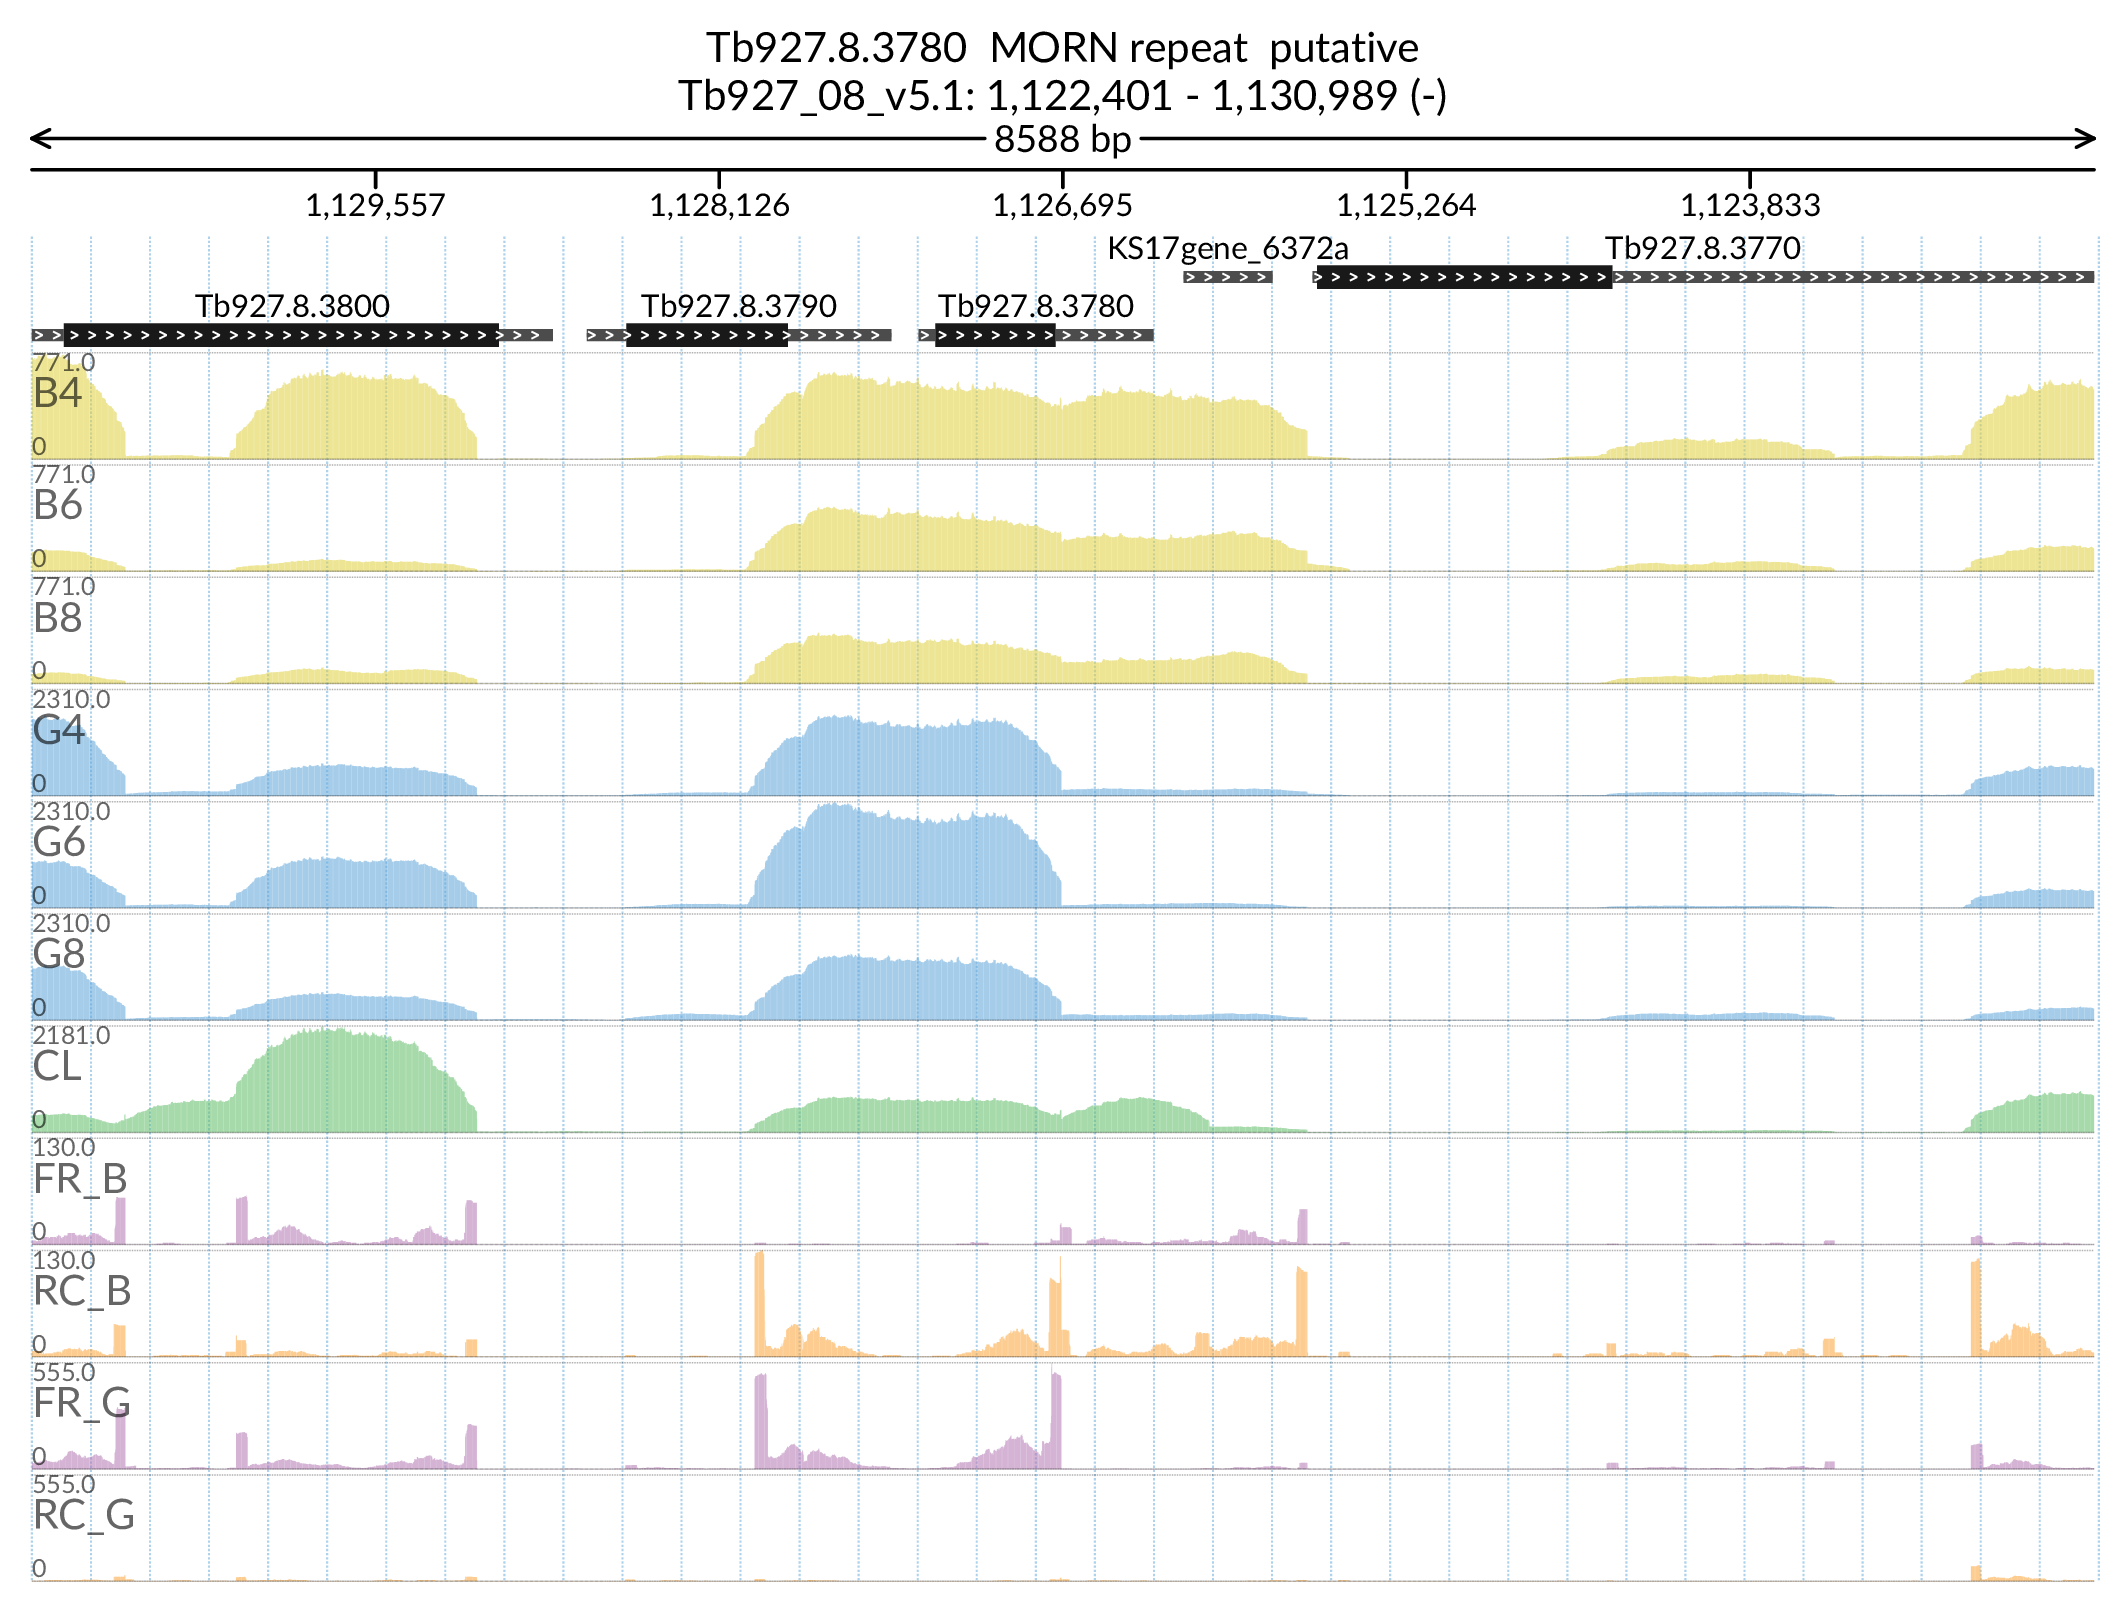 Tb927.8.3780  MORN repeat  putative
Tb927_08_v5.1: 1,122,401 - 1,130,989 (-)
8588 bp
1,129,557 1,128,126 1,126,695 1,125,264 1,123,833
KS17gene_6372a Tb927.8.3770
Tb927.8.3800 Tb927.8.3790 Tb927.8.3780
771.0
B4
0
771.0
B6
0
771.0
B8
0
2310.0
G4
0
2310.0
G6
0
2310.0
G8
0
2181.0
CL
0
130.0
FR_B
0
130.0
RC_B
0
555.0
FR_G
0
555.0
RC_G
0